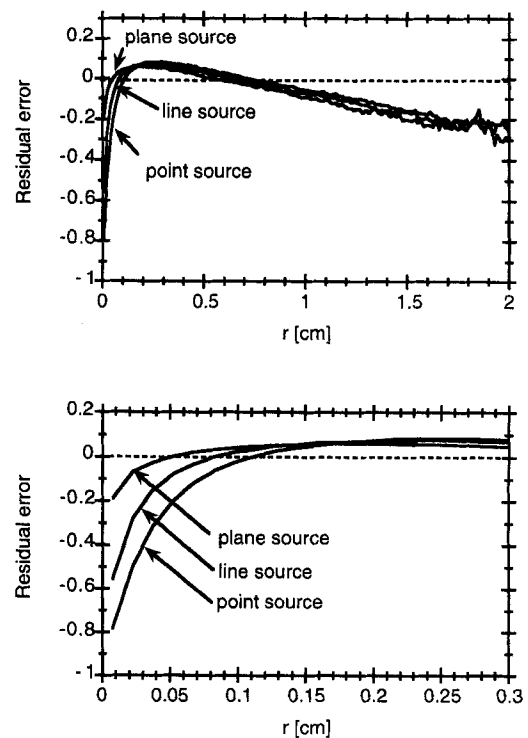 0.2
plane source
0
-0.2
line source
-0.4
point source
-0.6
-0.8
-1
0 0.5 1 1.5 2
r [cm]
Residual error
0.2
0
-0.2
-0.4
plane source
line source
-0.6
point source
-0.8
-1
0 0.05 0.1 0.15 0.2 0.25 0.3
r [cm]
Residual error